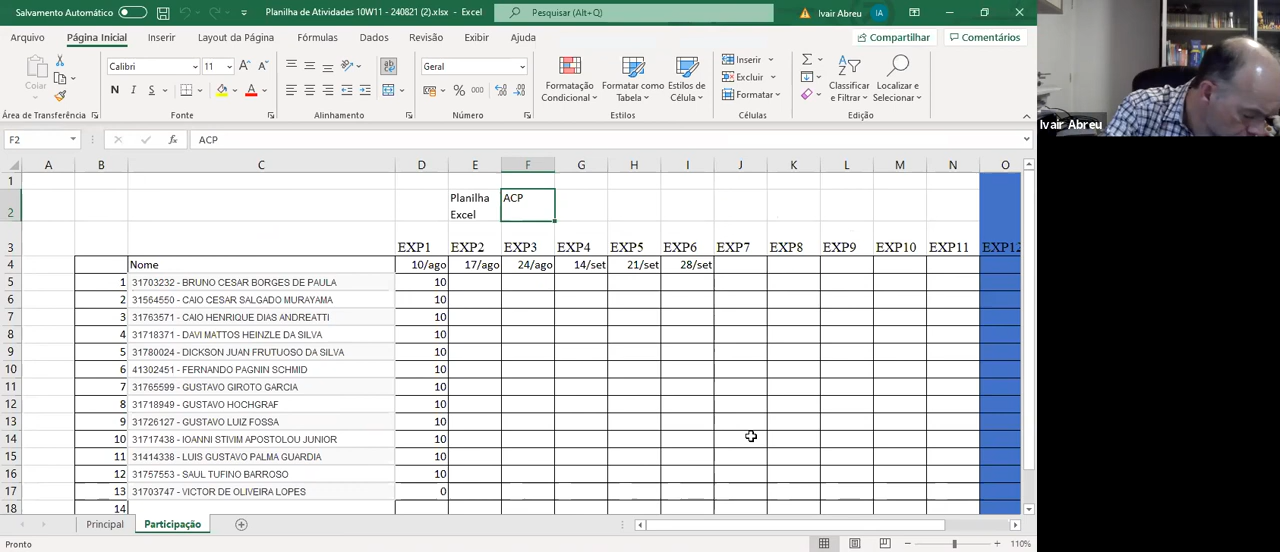 Salvamento Automático
Planilha de Atividades 10W11 - 240821 (2).xlsx - Excel
Pesquisar (Alt+Q)
Ivair Abreu
IA
Arquivo
Página Inicial
Inserir
Layout da Página
Fórmulas
Dados
Revisão
Exibir
Ajuda
Compartilhar
Comentários
Colar
Calibri
11
N I S
Geral
Formatação Condicional
Formatar como Tabela
Estilos de Célula
Inserir
Excluir
Formatar
Classificar e Filtrar
Localizar e Selecionar
Área de Transferência
Fonte
Alinhamento
Número
Estilos
Células
Edição
F2
fx
ACP
A B C D E F G H I J K L M N O
1
2 Planilha Excel ACP
3 EXP1 EXP2 EXP3 EXP4 EXP5 EXP6 EXP7 EXP8 EXP9 EXP10 EXP11 EXP12
4 Nome 10/ago 17/ago 24/ago 14/set 21/set 28/set
5 1 31703232 - BRUNO CESAR BORGES DE PAULA 10
6 2 31564550 - CAIO CESAR SALGADO MURAYAMA 10
7 3 31763571 - CAIO HENRIQUE DIAS ANDREATTI 10
8 4 31718371 - DAVI MATTOS HEINZLE DA SILVA 10
9 5 31780024 - DICKSON JUAN FRUTUOSO DA SILVA 10
10 6 41302451 - FERNANDO PAGNIN SCHMID 10
11 7 31765599 - GUSTAVO GIROTO GARCIA 10
12 8 31718949 - GUSTAVO HOCHGRAF 10
13 9 31726127 - GUSTAVO LUIZ FOSSA 10
14 10 31717438 - IOANNI STIVIM APOSTOLOU JUNIOR 10
15 11 31414338 - LUIS GUSTAVO PALMA GUARDIA 10
16 12 31757553 - SAUL TUFINO BARROSO 10
17 13 31703747 - VICTOR DE OLIVEIRA LOPES 0
18 14
Principal
Participação
Pronto
110%
Ivair Abreu